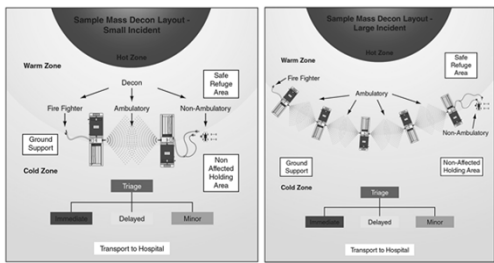 Sample Mass Decon Layout -
Small Incident
Hot Zone
Warm Zone
Decon
Safe
Refuge
Area
Fire Fighter
Ambulatory
Non-Ambulatory
Ground
Support
Non
Affected
Holding
Area
Cold Zone
Triage
Immediate
Delayed
Minor
Transport to Hospital
Sample Mass Decon Layout -
Large Incident
Hot Zone
Warm Zone
Safe
Refuge
Area
Fire Fighter
Ambulatory
Non-Ambulatory
Ground
Support
Non-Affected
Holding Area
Cold Zone
Triage
Immediate
Delayed
Minor
Transport to Hospital